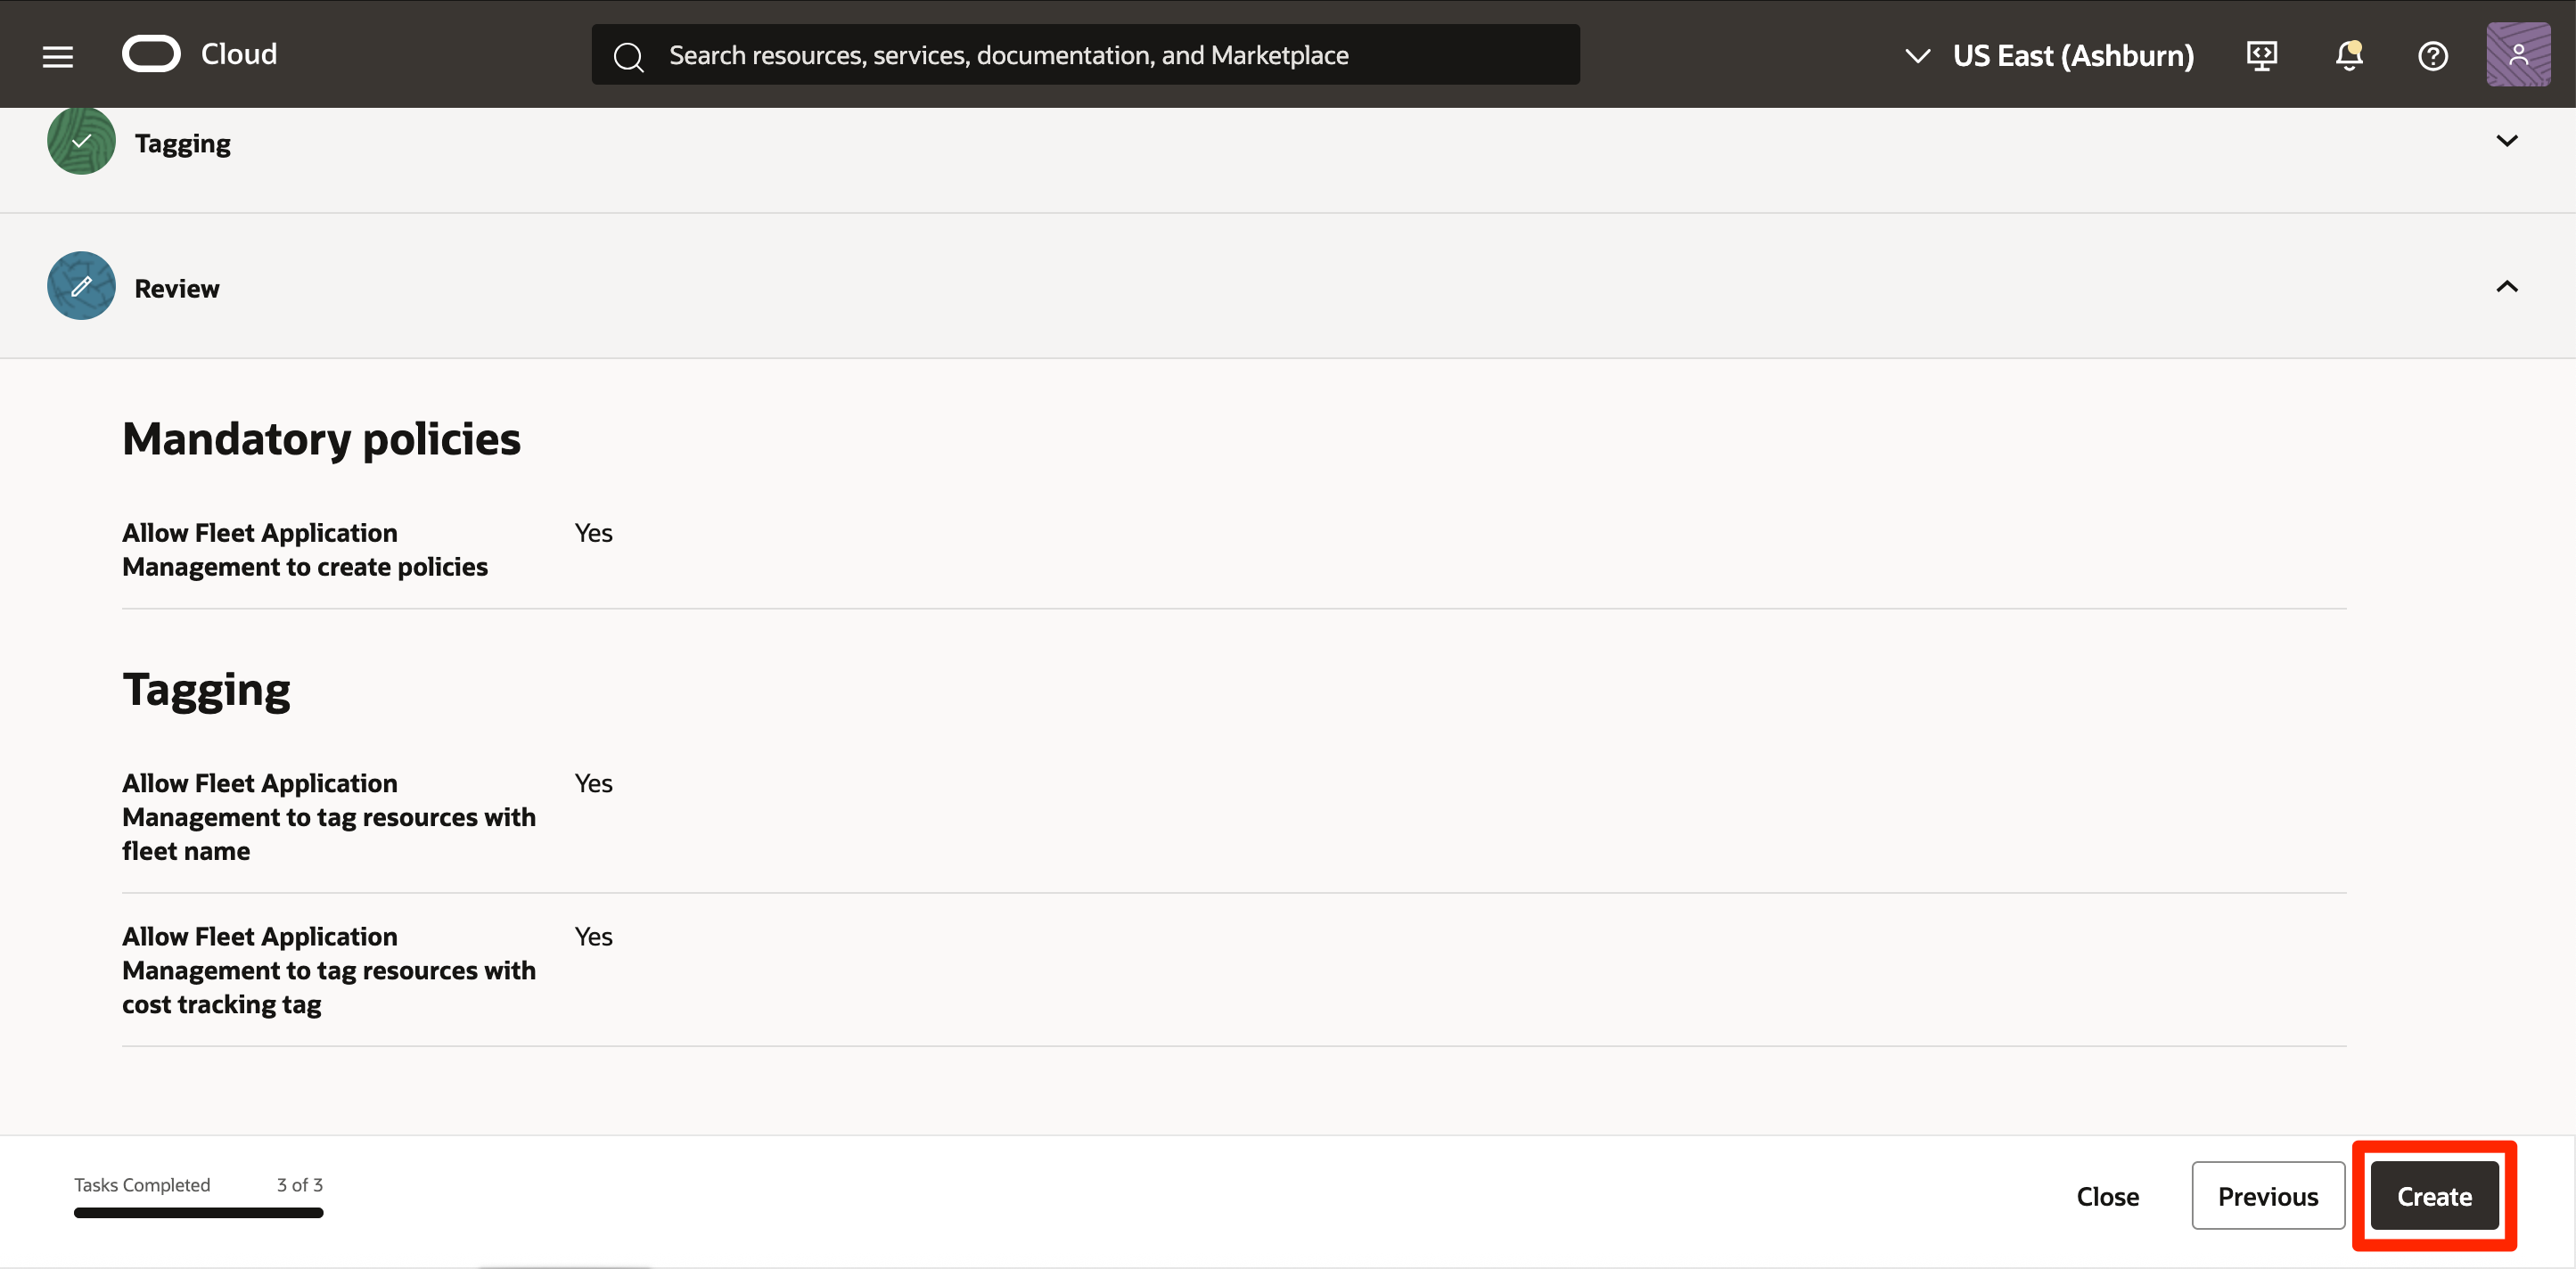 Cloud
Search resources, services, documentation, and Marketplace
US East (Ashburn)
Tagging
Review
Mandatory policies
Allow Fleet Application
Management to create policies
Yes
Tagging
Allow Fleet Application
Management to tag resources with
fleet name
Yes
Allow Fleet Application
Management to tag resources with
cost tracking tag
Yes
Tasks Completed
3 of 3
Close
Previous
Create